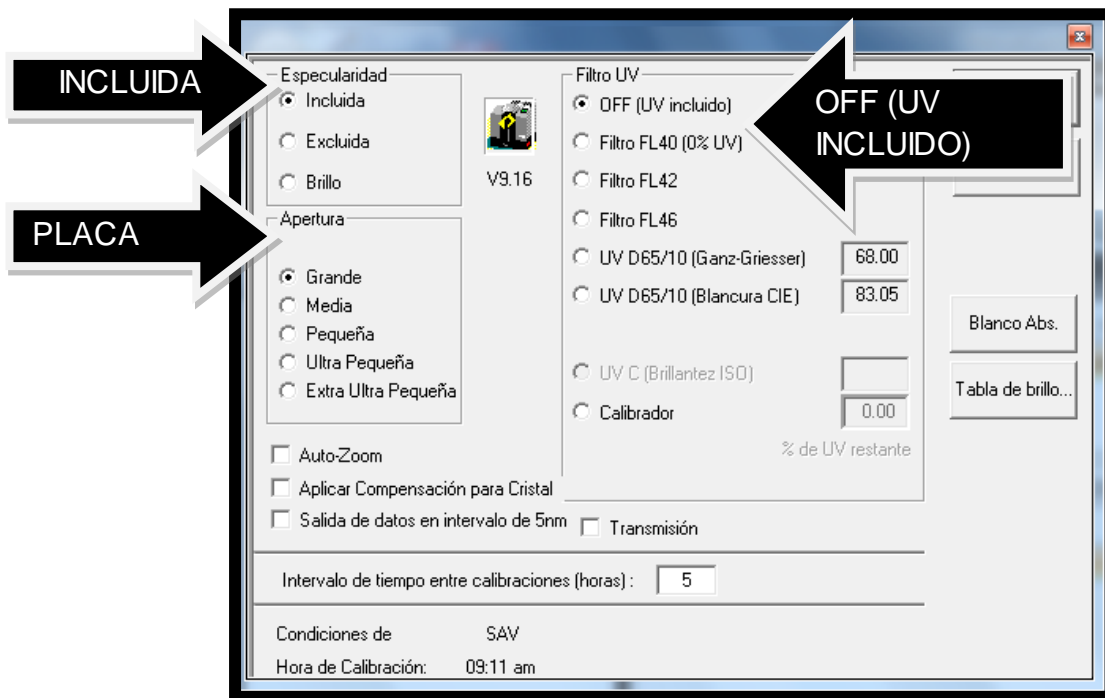 INCLUIDA
Especularidad
Incluida
Excluida
Brillo
V9.16
PLACA
Apertura
Grande
Media
Pequeña
Ultra Pequeña
Extra Ultra Pequeña
Filtro UV
OFF (UV incluido)
Filtro FL40 (0% UV)
Filtro FL42
Filtro FL46
UV D65/10 (Ganz-Griesser) 68.00
UV D65/10 (Blancura CIE) 83.05
UV C (Brillantez ISO)
Calibrador 0.00
% de UV restante
OFF (UV
INCLUIDO)
Blanco Abs.
Tabla de brillo...
Auto-Zoom
Aplicar Compensación para Cristal
Salida de datos en intervalo de 5nm
Transmisión
Intervalo de tiempo entre calibraciones (horas) : 5
Condiciones de SAV
Hora de Calibración: 09:11 am